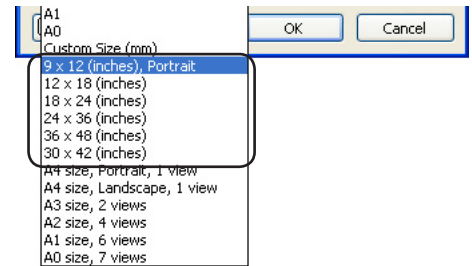 A1
A0
OK
Cancel
Custom Size (mm)
9 x 12 (inches), Portrait
12 x 18 (inches)
18 x 24 (inches)
24 x 36 (inches)
36 x 48 (inches)
30 x 42 (inches)
A4 size, Portrait, 1 view
A4 size, Landscape, 1 view
A3 size, 2 views
A2 size, 4 views
A1 size, 6 views
A0 size, 7 views